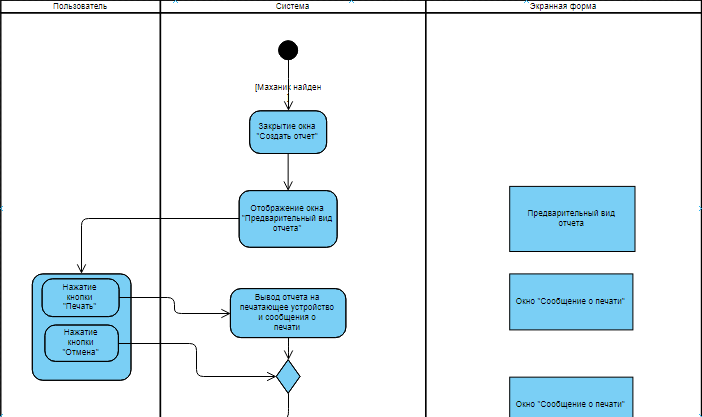 Пользователь
Система
Экранная форма
[Маханик найден
Закрытие окна
"Создать отчет"
Отображение окна
"Предварительный вид
отчета"
Предварительный вид
отчета
Нажатие
кнопки
"Печать"
Вывод отчета на
печатающее устройство
и сообщения о
печати
Окно "Сообщение о печати"
Нажатие
кнопки
"Отмена"
Окно "Сообщение о печати"